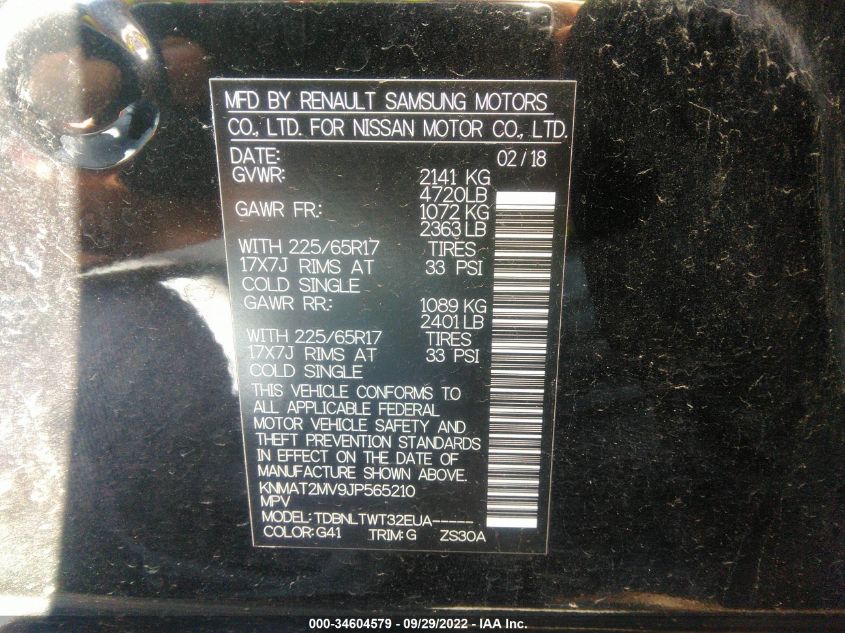 MFD BY RENAULT SAMSUNG MOTORS
CO., LTD. FOR NISSAN MOTOR CO., LTD.
DATE: 02/18
GVWR: 2141 KG
4720LB
GAWR FR: 1072 KG
2363LB
WITH 225/65R17 TIRES
17X7J RIMS AT 33 PSI
COLD SINGLE
GAWR RR: 1089 KG
2401LB
WITH 225/65R17 TIRES
17X7J RIMS AT 33 PSI
COLD SINGLE
THIS VEHICLE CONFORMS TO
ALL APPLICABLE FEDERAL
MOTOR VEHICLE SAFETY AND
THEFT PREVENTION STANDARDS
IN EFFECT ON THE DATE OF
MANUFACTURE SHOWN ABOVE.
KNMAT2MV9JP565210
MPV
MODEL: TDBNLTWT32EUA-----
COLOR: G41 TRIM: G ZS30A
000-34604579 - 09/29/2022 - IAA Inc.